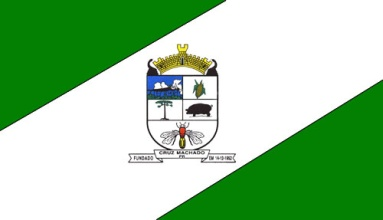 CRUZ MACHADO
PR
FUNDADO EM 14-12-1952